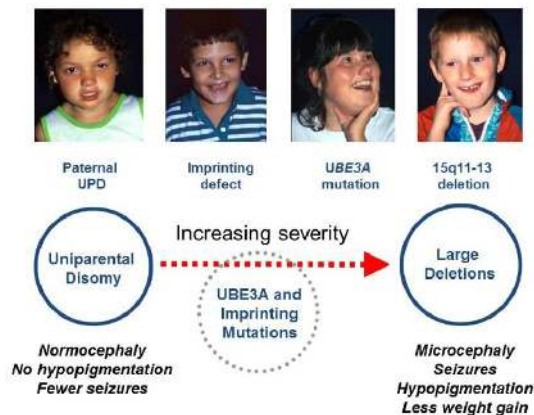 Paternal
UPD
Imprinting
defect
UBE3A
mutation
15q11-13
deletion
Increasing severity
Uniparental
Disomy
UBE3A and
Imprinting
Mutations
Large
Deletions
Normocephaly
No hypopigmentation
Fewer seizures
Microcephaly
Seizures
Hypopigmentation
Less weight gain